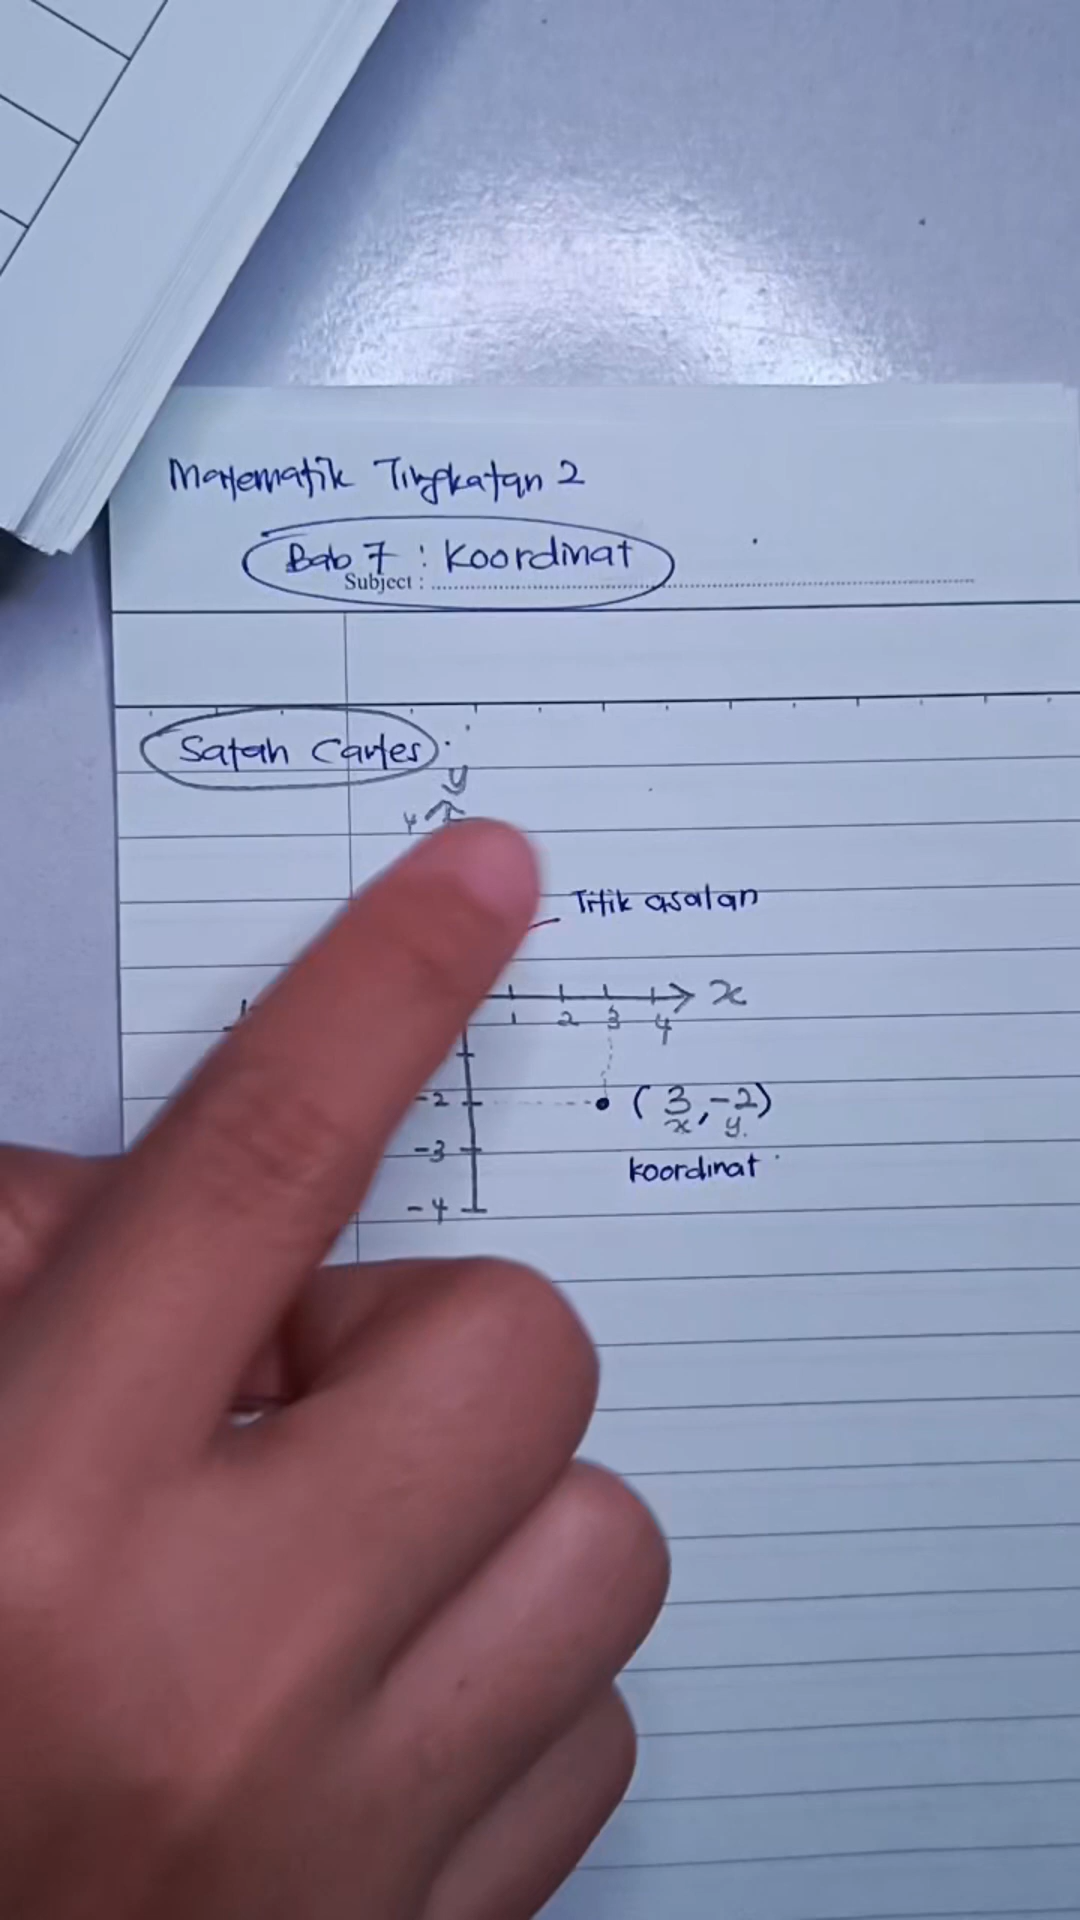 Matematik Tingkatan 2
Bab 7 : Koordinat
Subject :
Satah Cartes
y
4
Titik asalan
x
1 2 3 4
-2
(3, -2)
x y
-3
koordinat
-4